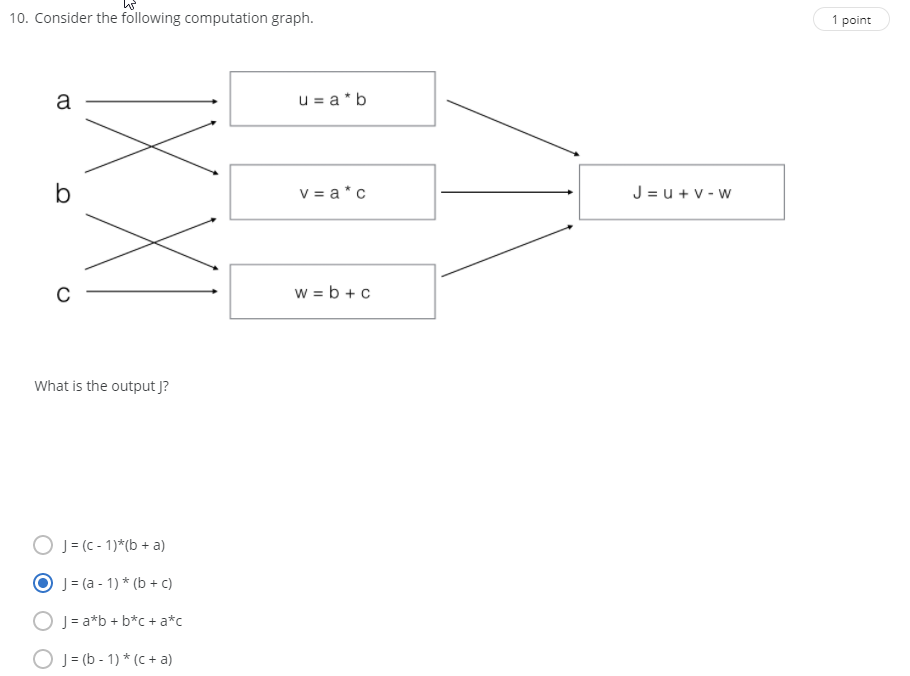 10. Consider the following computation graph.
1 point
a
u = a * b
b
v = a * c
J = u + v - w
c
w = b + c
What is the output J?
J = (c - 1)*(b + a)
J = (a - 1) * (b + c)
J = a*b + b*c + a*c
J = (b - 1) * (c + a)